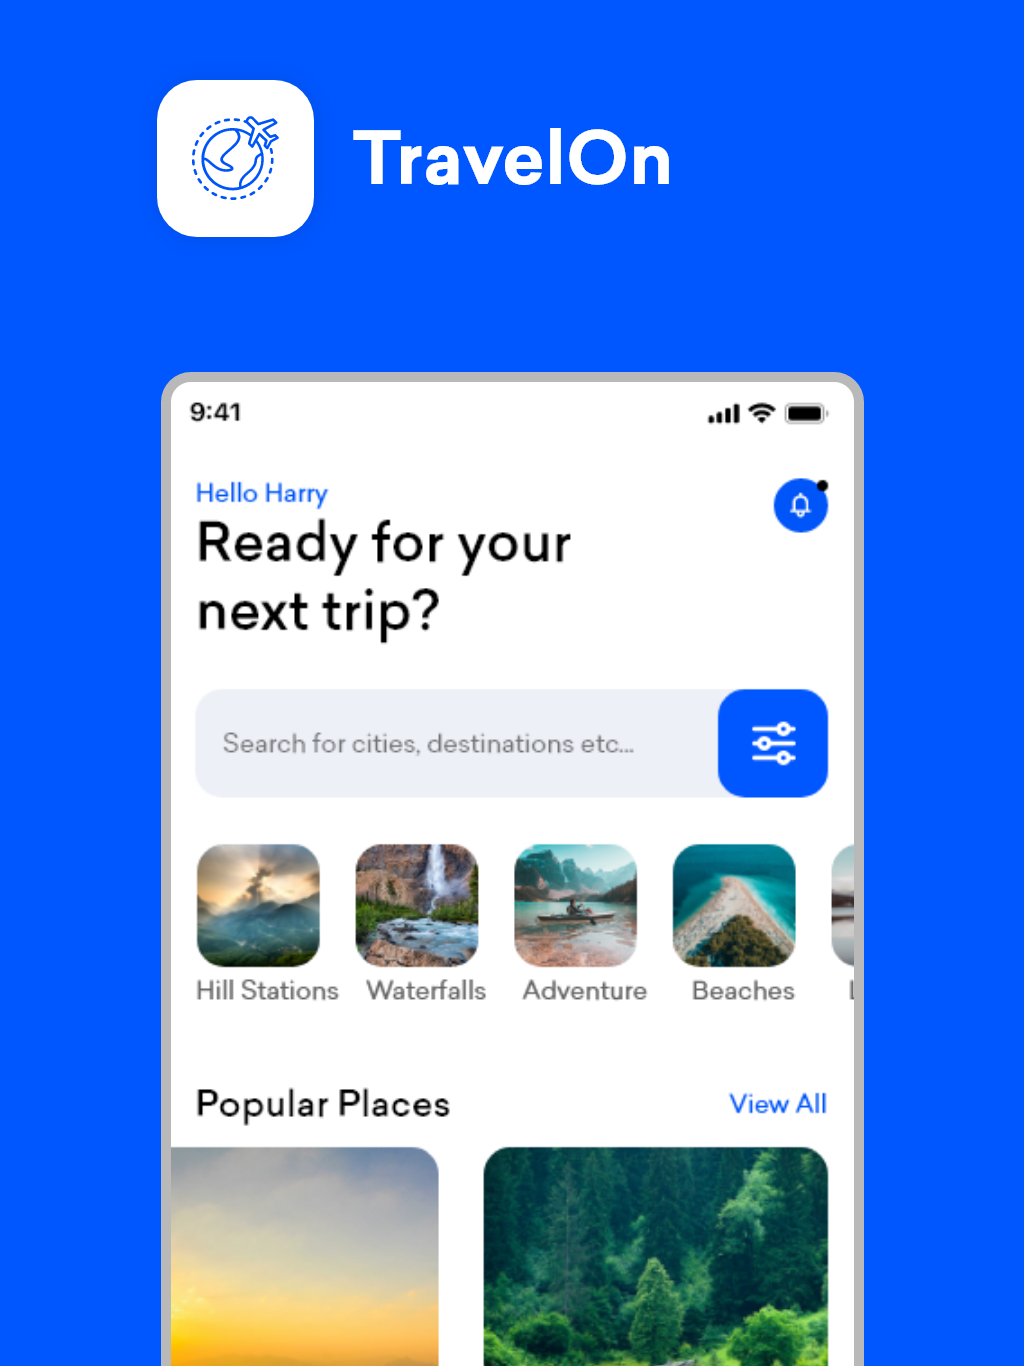 TravelOn
9:41
Hello Harry
Ready for your
next trip?
Search for cities, destinations etc...
Hill Stations
Waterfalls
Adventure
Beaches
Popular Places
View All